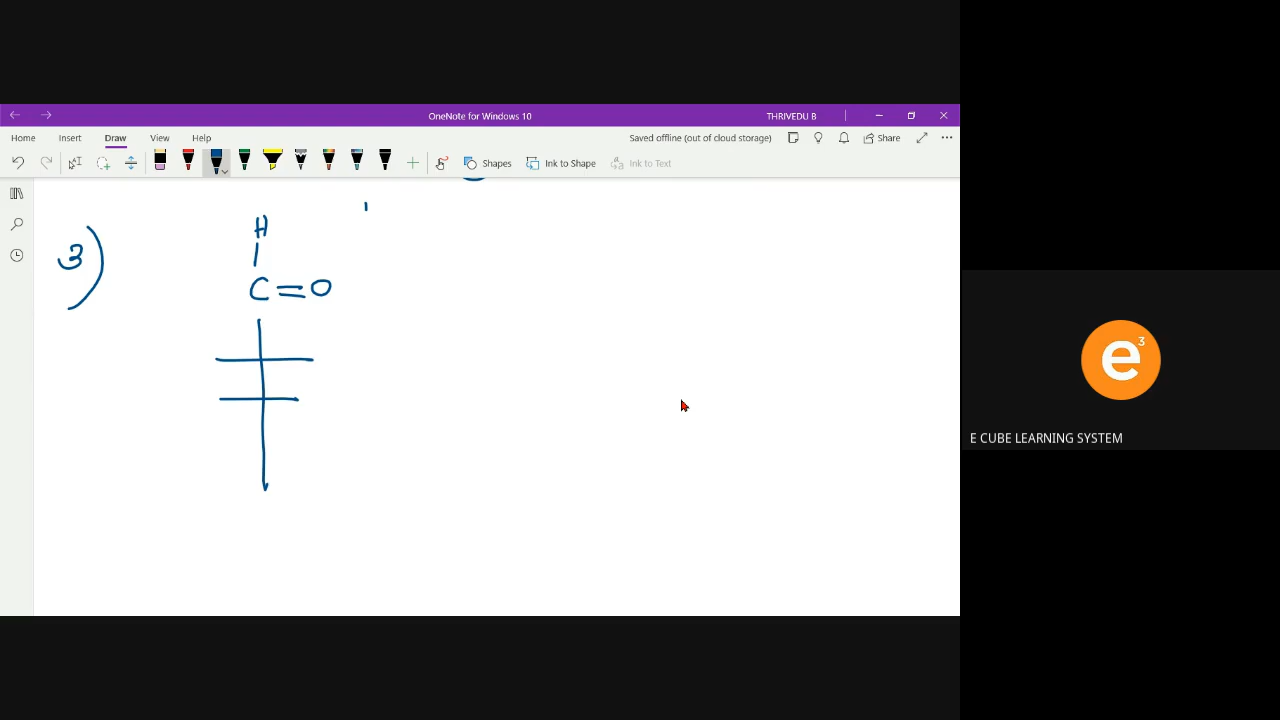 OneNote for Windows 10
THRIVEDU B
Home Insert Draw View Help
Saved offline (out of cloud storage)
Share
Shapes
Ink to Shape
Ink to Text
3)
H
C=O
e3
E CUBE LEARNING SYSTEM